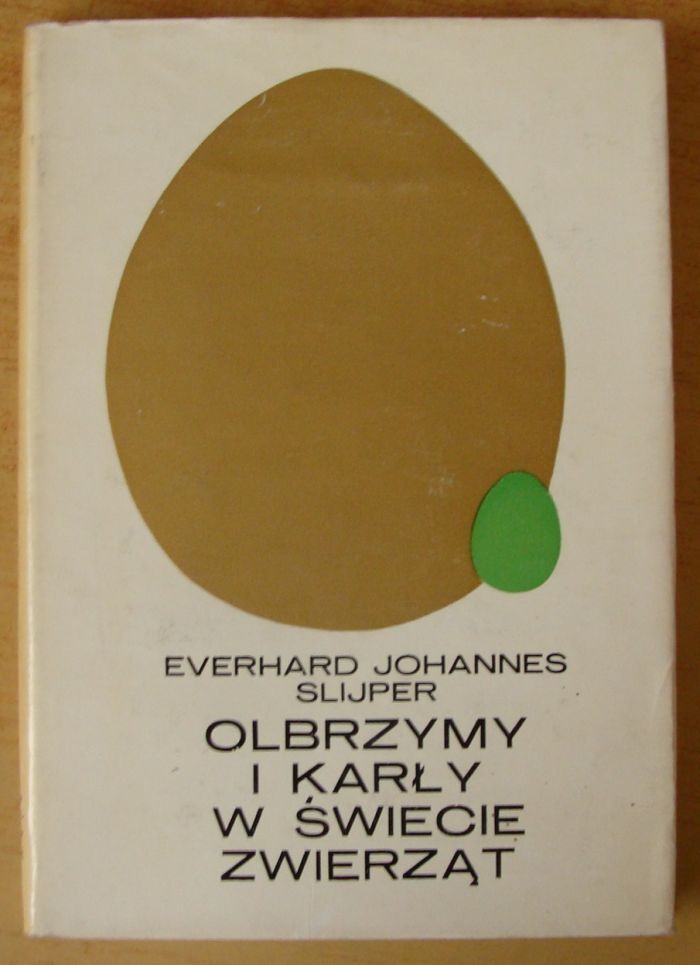 EVERHARD JOHANNES
SLIJPER
OLBRZYMY
I KARŁY
W ŚWIECIE
ZWIERZĄT